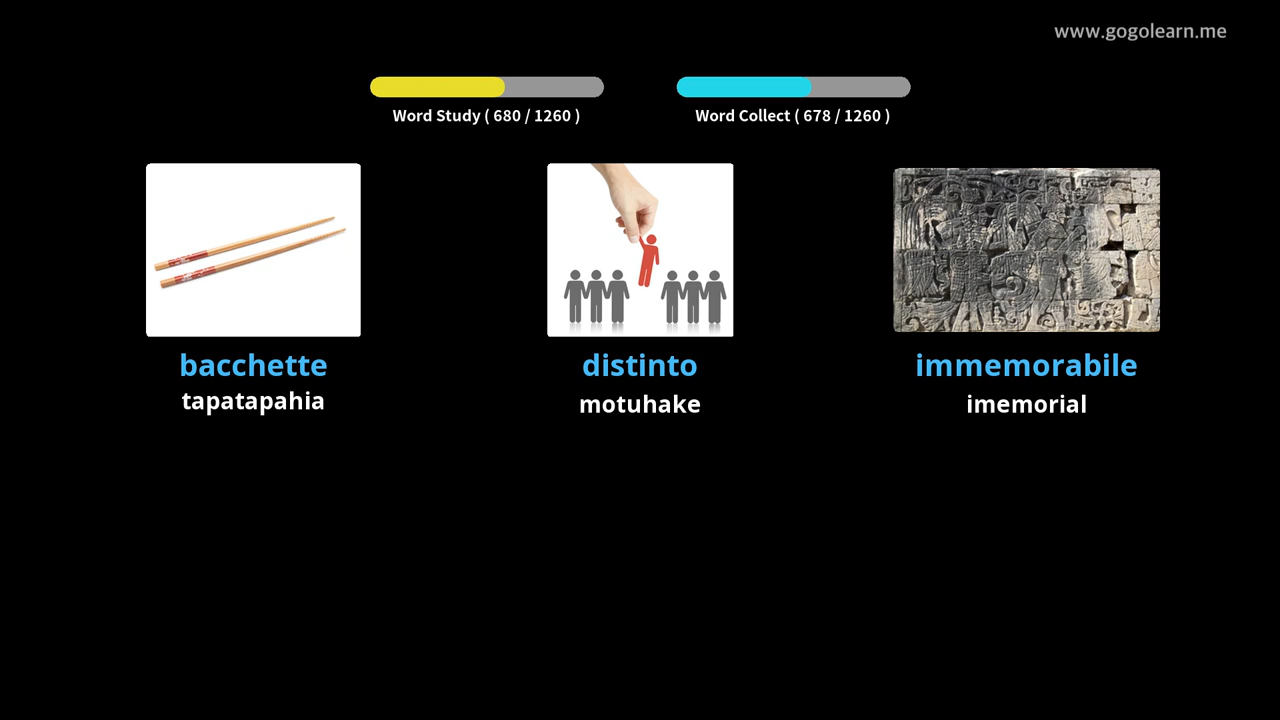 www.gogolearn.me
Word Study ( 680 / 1260 )
Word Collect ( 678 / 1260 )
bacchette
distinto
immemorabile
tapatapahia
motuhake
imemorial